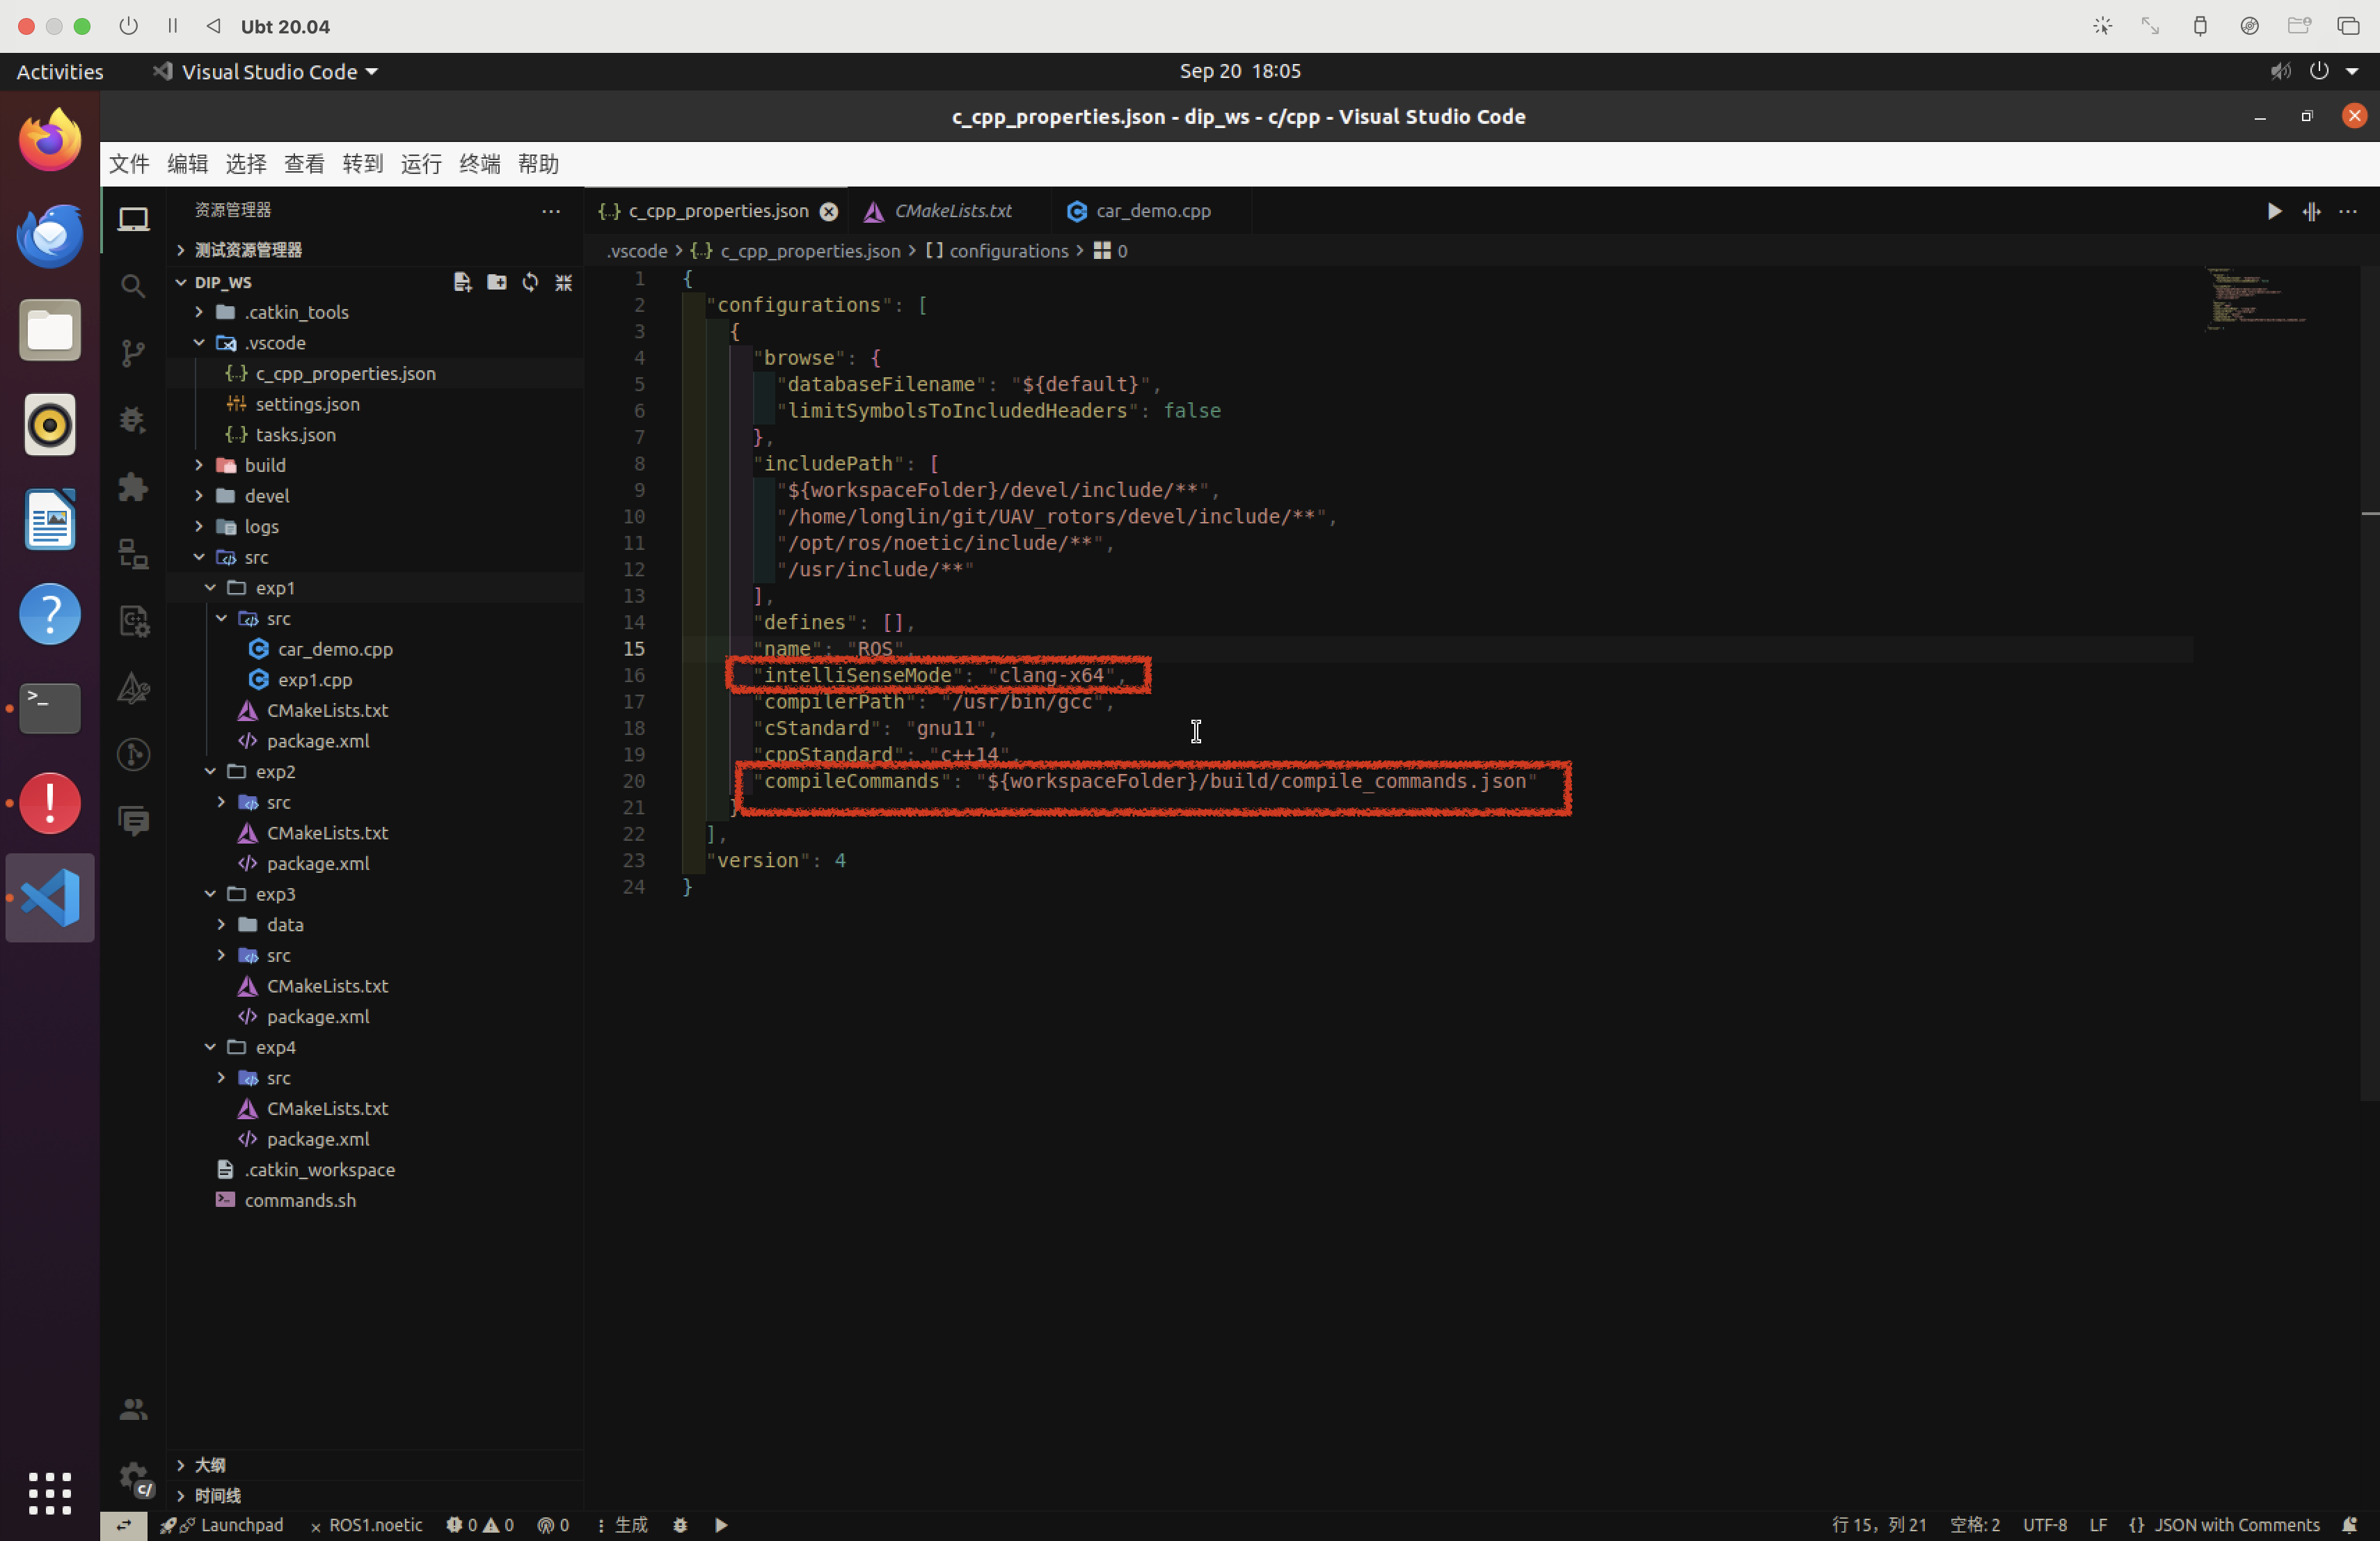 Ubt 20.04
Activities
Visual Studio Code
Sep 20 18:05
c_cpp_properties.json - dip_ws - c/cpp - Visual Studio Code
文件 编辑 选择 查看 转到 运行 终端 帮助
资源管理器
测试资源管理器
DIP_WS
.catkin_tools
.vscode
c_cpp_properties.json
settings.json
tasks.json
build
devel
logs
src
exp1
src
car_demo.cpp
exp1.cpp
CMakeLists.txt
package.xml
exp2
src
CMakeLists.txt
package.xml
exp3
data
src
CMakeLists.txt
package.xml
exp4
src
CMakeLists.txt
package.xml
.catkin_workspace
commands.sh
大纲
时间线
c_cpp_properties.json
CMakeLists.txt
car_demo.cpp
.vscode > {..} c_cpp_properties.json > [ ] configurations > 0
1 {
2 "configurations": [
3 {
4 "browse": {
5 "databaseFilename": "${default}",
6 "limitSymbolsToIncludedHeaders": false
7 },
8 "includePath": [
9 "${workspaceFolder}/devel/include/**",
10 "/home/longlin/git/UAV_rotors/devel/include/**",
11 "/opt/ros/noetic/include/**",
12 "/usr/include/**"
13 ],
14 "defines": [],
15 "name": "ROS",
16 "intelliSenseMode": "clang-x64",
17 "compilerPath": "/usr/bin/gcc",
18 "cStandard": "gnu11",
19 "cppStandard": "c++14",
20 "compileCommands": "${workspaceFolder}/build/compile_commands.json"
21 }
22 ],
23 "version": 4
24 }
Launchpad
ROS1.noetic
0 0
0
生成
行 15，列 21
空格: 2
UTF-8
LF
{} JSON with Comments